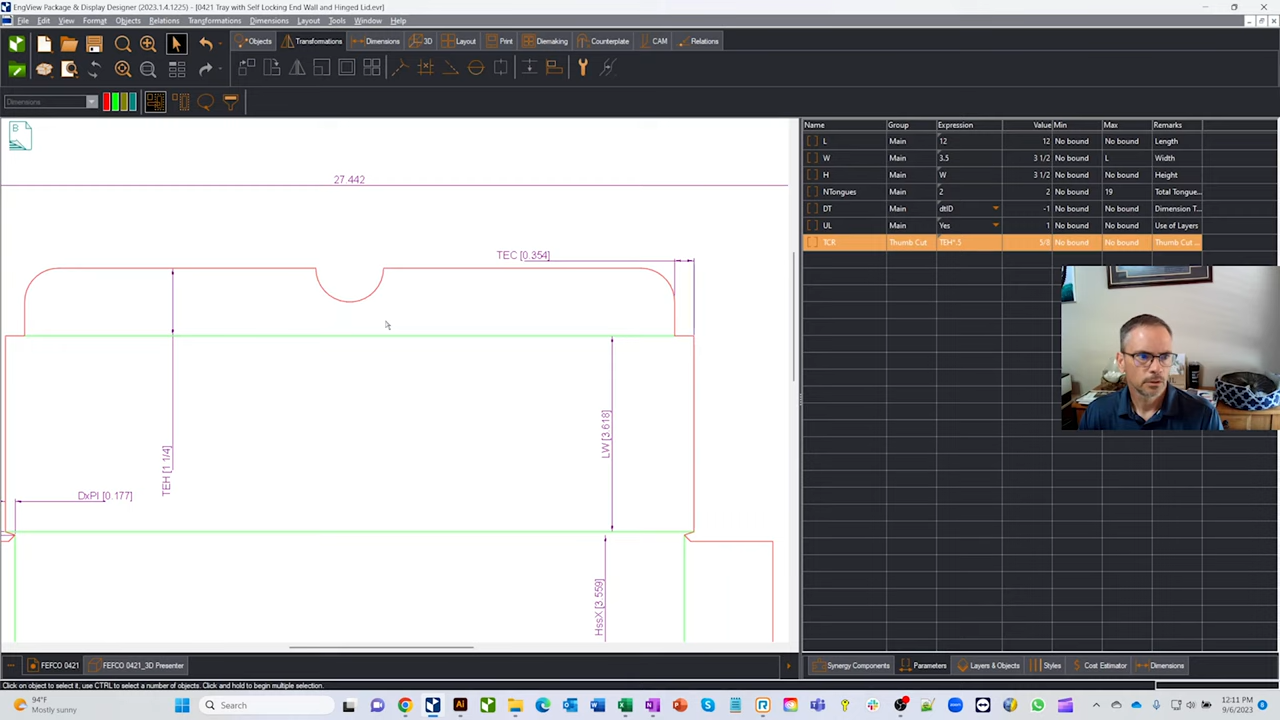 EngView Package & Display Designer (2023.1.4.1225) - [0421 Tray with Self Locking End Wall and Hinged Lid.evr]
File Edit View Format Objects Relations Transformations Dimensions Layout Tools Window Help
Objects Transformations Dimensions 3D Layout Print Diemaking Counterplate CAM Relations
Dimensions
B
27.442
TEC [0.354]
TEH [1 1/4]
LW [3.618]
DxPl [0.177]
HssX [3.559]
Name Group Expression Value Min Max Remarks
L Main 12 12 No bound No bound Length
W Main 3.5 3 1/2 No bound L Width
H Main W 3 1/2 No bound No bound Height
NTongues Main 2 2 No bound 19 Total Tongue...
DT Main dtID -1 No bound No bound Dimension T...
UL Main Yes 1 No bound No bound Use of Layers
TCR Thumb Cut TEH*.5 5/8 No bound No bound Thumb Cut ...
FEFCO 0421 FEFCO 0421_3D Presenter
Synergy Components Parameters Layers & Objects Styles Cost Estimator Dimensions
Click on object to select it, use CTRL to select a number of objects. Click and hold to begin multiple selection.
94°F
Mostly sunny
Search
12:11 PM
9/6/2023